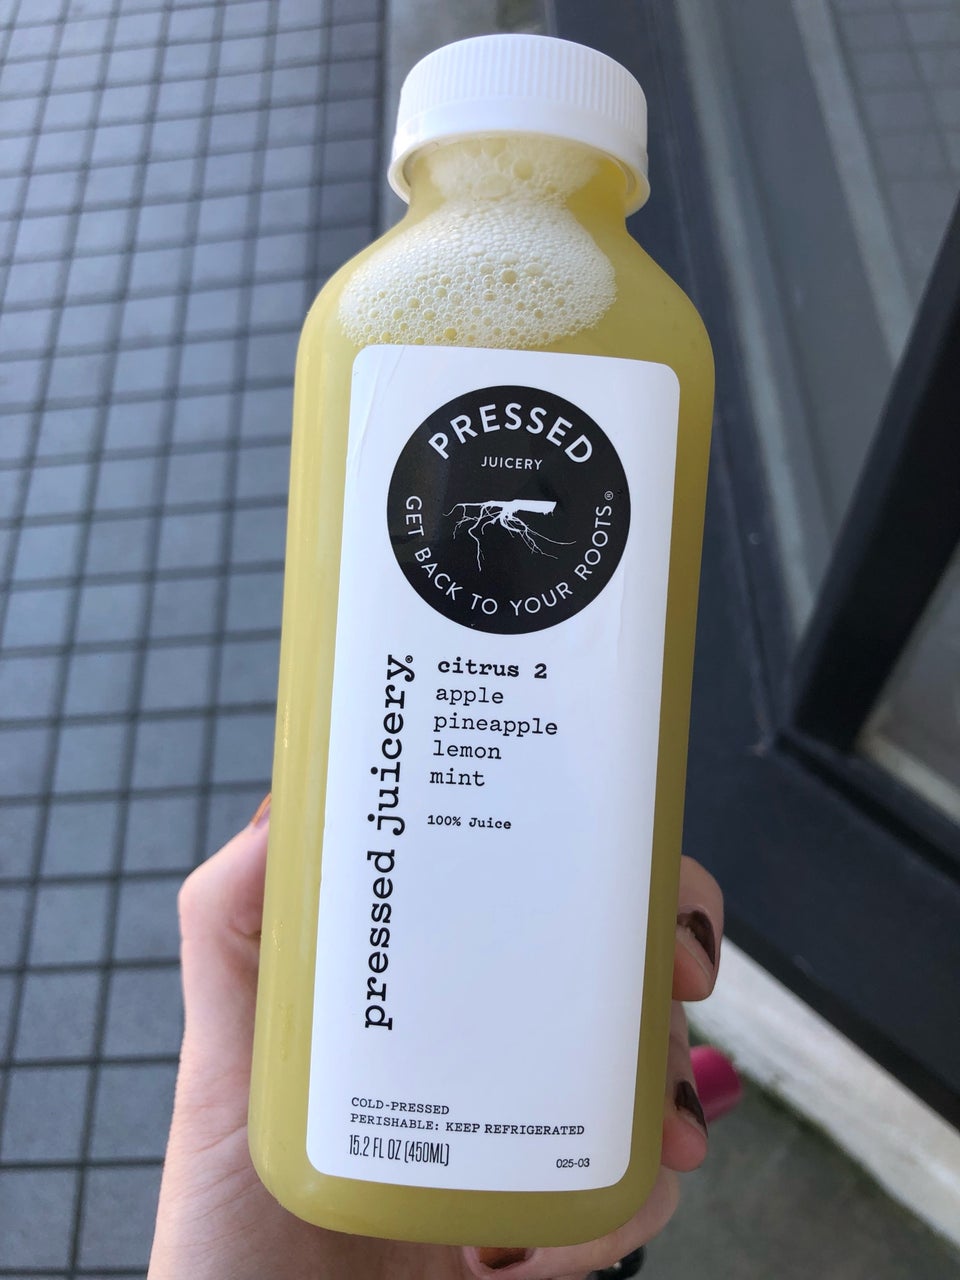 PRESSED
JUICERY
GET BACK TO YOUR ROOTS®
pressed juicery®
citrus 2
apple
pineapple
lemon
mint
100% Juice
COLD-PRESSED
PERISHABLE: KEEP REFRIGERATED
15.2 FL OZ (450ML)
025-03